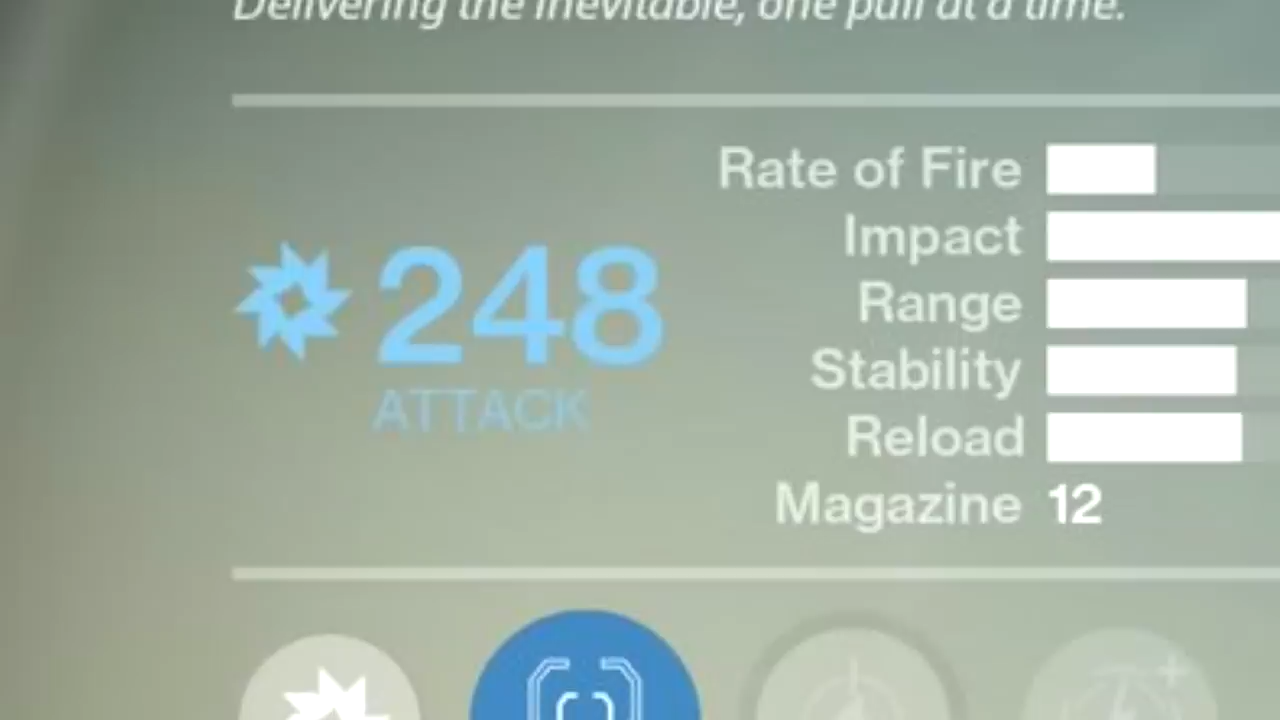 Delivering the inevitable, one pull at a time.
Rate of Fire
Impact
248
Range
Stability
ATTACK
Reload
Magazine 12